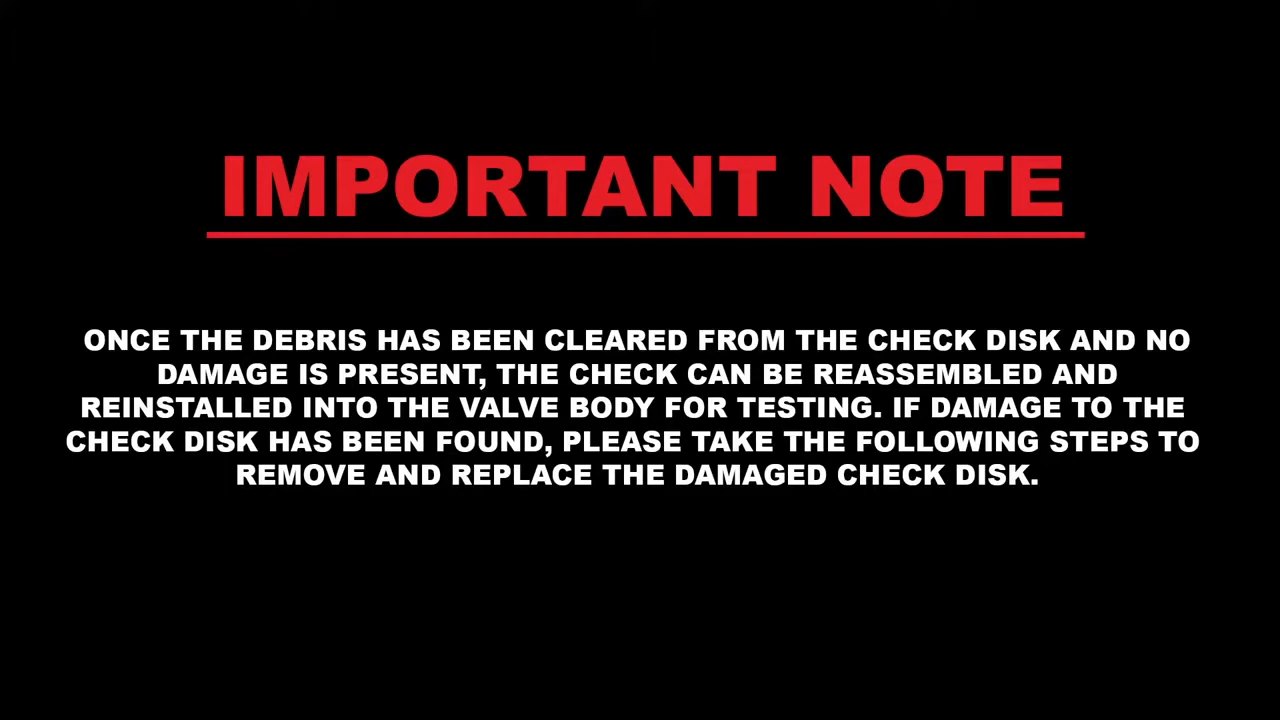 IMPORTANT NOTE
ONCE THE DEBRIS HAS BEEN CLEARED FROM THE CHECK DISK AND NO
DAMAGE IS PRESENT, THE CHECK CAN BE REASSEMBLED AND
REINSTALLED INTO THE VALVE BODY FOR TESTING. IF DAMAGE TO THE
CHECK DISK HAS BEEN FOUND, PLEASE TAKE THE FOLLOWING STEPS TO
REMOVE AND REPLACE THE DAMAGED CHECK DISK.